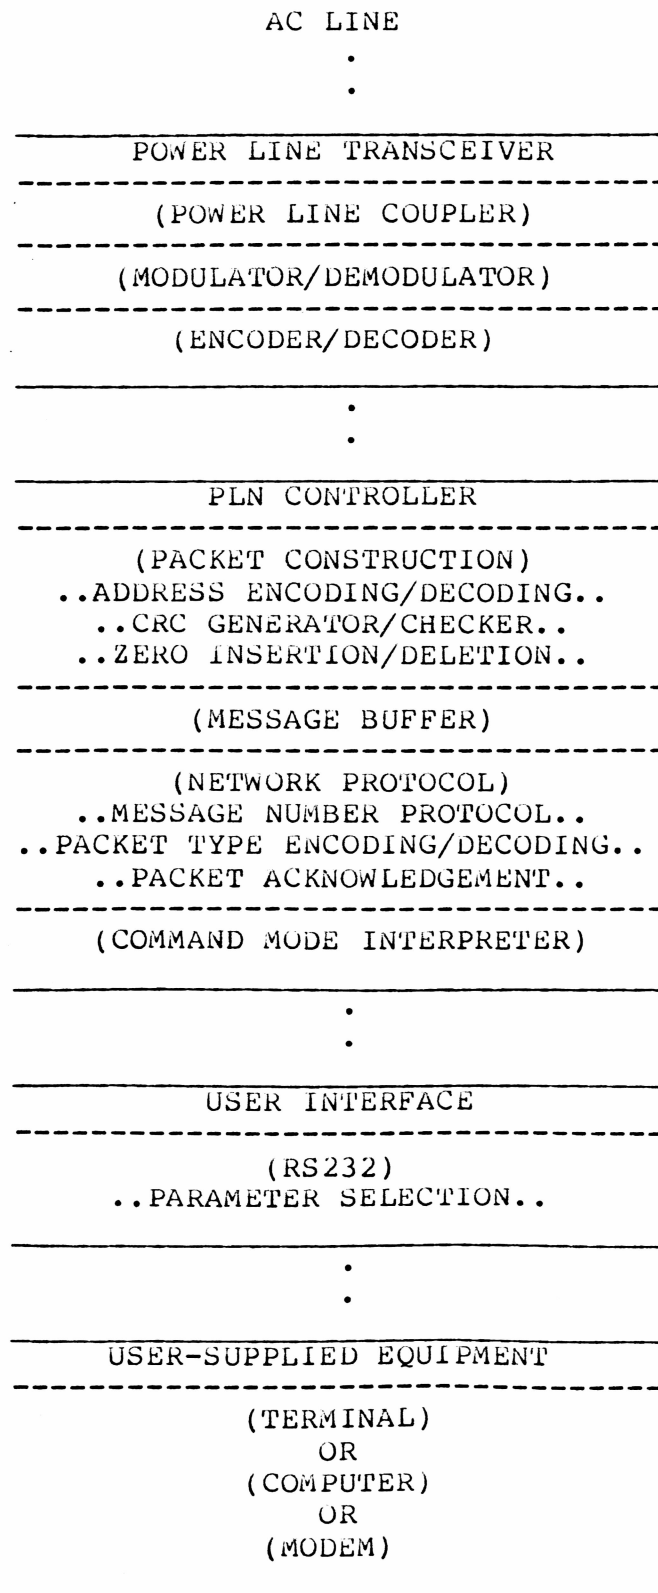 AC LINE
.
.
POWER LINE TRANSCEIVER
(POWER LINE COUPLER)
(MODULATOR/DEMODULATOR)
(ENCODER/DECODER)
.
.
PLN CONTROLLER
(PACKET CONSTRUCTION)
..ADDRESS ENCODING/DECODING..
..CRC GENERATOR/CHECKER..
..ZERO INSERTION/DELETION..
(MESSAGE BUFFER)
(NETWORK PROTOCOL)
..MESSAGE NUMBER PROTOCOL..
..PACKET TYPE ENCODING/DECODING..
..PACKET ACKNOWLEDGEMENT..
(COMMAND MODE INTERPRETER)
.
.
USER INTERFACE
(RS232)
..PARAMETER SELECTION..
.
.
USER-SUPPLIED EQUIPMENT
(TERMINAL)
OR
(COMPUTER)
OR
(MODEM)